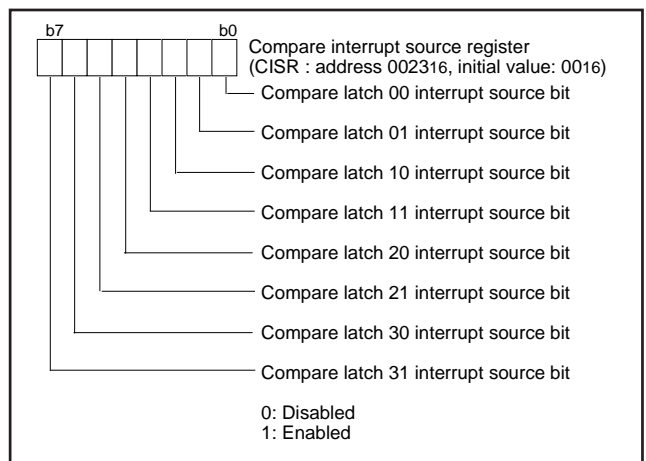 b7 b0
Compare interrupt source register
(CISR : address 002316, initial value: 0016)
Compare latch 00 interrupt source bit
Compare latch 01 interrupt source bit
Compare latch 10 interrupt source bit
Compare latch 11 interrupt source bit
Compare latch 20 interrupt source bit
Compare latch 21 interrupt source bit
Compare latch 30 interrupt source bit
Compare latch 31 interrupt source bit
0: Disabled
1: Enabled